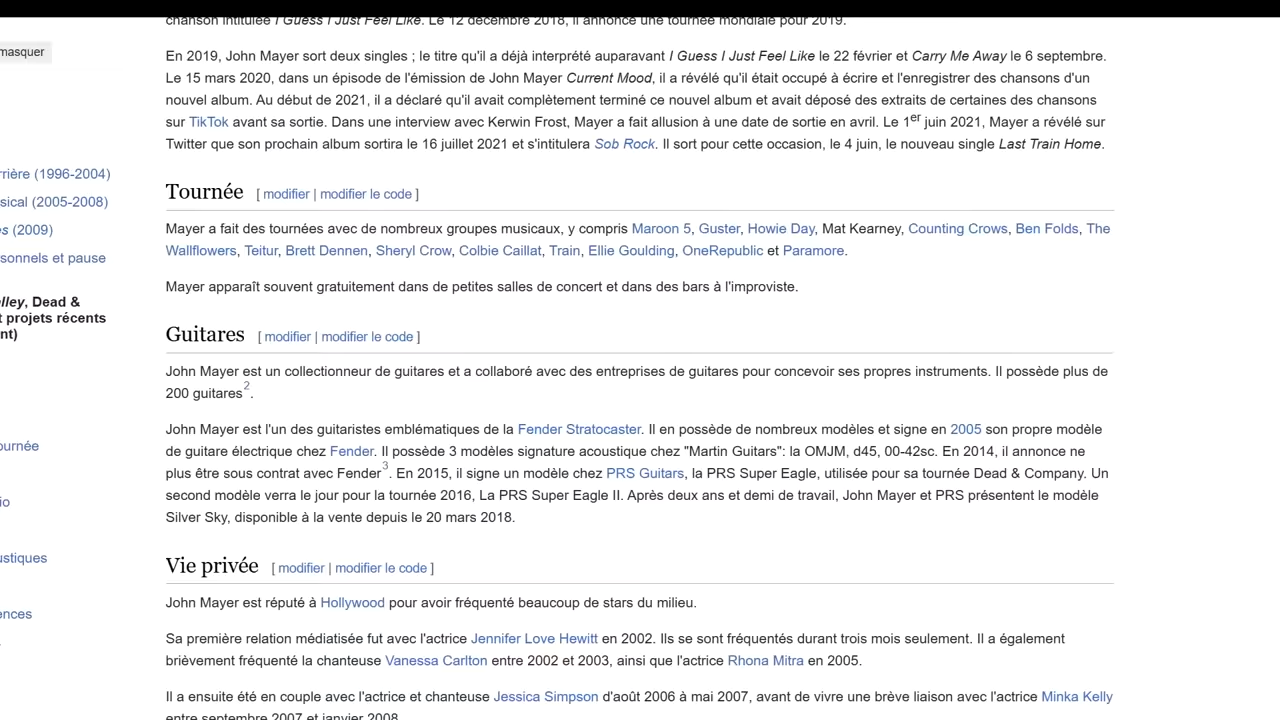 chanson intitulée I Guess I Just Feel Like. Le 12 décembre 2018, il annonce une tournée mondiale pour 2019.
masquer
En 2019, John Mayer sort deux singles ; le titre qu'il a déjà interprété auparavant I Guess I Just Feel Like le 22 février et Carry Me Away le 6 septembre.
Le 15 mars 2020, dans un épisode de l'émission de John Mayer Current Mood, il a révélé qu'il était occupé à écrire et l'enregistrer des chansons d'un
nouvel album. Au début de 2021, il a déclaré qu'il avait complètement terminé ce nouvel album et avait déposé des extraits de certaines des chansons
sur TikTok avant sa sortie. Dans une interview avec Kerwin Frost, Mayer a fait allusion à une date de sortie en avril. Le 1er juin 2021, Mayer a révélé sur
Twitter que son prochain album sortira le 16 juillet 2021 et s'intitulera Sob Rock. Il sort pour cette occasion, le 4 juin, le nouveau single Last Train Home.
rrière (1996-2004)
sical (2005-2008)
es (2009)
sonnels et pause
lley, Dead &
t projets récents
nt)
ournée
io
ustiques
ences
Tournée [ modifier | modifier le code ]
Mayer a fait des tournées avec de nombreux groupes musicaux, y compris Maroon 5, Guster, Howie Day, Mat Kearney, Counting Crows, Ben Folds, The
Wallflowers, Teitur, Brett Dennen, Sheryl Crow, Colbie Caillat, Train, Ellie Goulding, OneRepublic et Paramore.
Mayer apparaît souvent gratuitement dans de petites salles de concert et dans des bars à l'improviste.
Guitares [ modifier | modifier le code ]
John Mayer est un collectionneur de guitares et a collaboré avec des entreprises de guitares pour concevoir ses propres instruments. Il possède plus de
200 guitares2.
John Mayer est l'un des guitaristes emblématiques de la Fender Stratocaster. Il en possède de nombreux modèles et signe en 2005 son propre modèle
de guitare électrique chez Fender. Il possède 3 modèles signature acoustique chez "Martin Guitars": la OMJM, d45, 00-42sc. En 2014, il annonce ne
plus être sous contrat avec Fender3. En 2015, il signe un modèle chez PRS Guitars, la PRS Super Eagle, utilisée pour sa tournée Dead & Company. Un
second modèle verra le jour pour la tournée 2016, La PRS Super Eagle II. Après deux ans et demi de travail, John Mayer et PRS présentent le modèle
Silver Sky, disponible à la vente depuis le 20 mars 2018.
Vie privée [ modifier | modifier le code ]
John Mayer est réputé à Hollywood pour avoir fréquenté beaucoup de stars du milieu.
Sa première relation médiatisée fut avec l'actrice Jennifer Love Hewitt en 2002. Ils se sont fréquentés durant trois mois seulement. Il a également
brièvement fréquenté la chanteuse Vanessa Carlton entre 2002 et 2003, ainsi que l'actrice Rhona Mitra en 2005.
Il a ensuite été en couple avec l'actrice et chanteuse Jessica Simpson d'août 2006 à mai 2007, avant de vivre une brève liaison avec l'actrice Minka Kelly
entre septembre 2007 et janvier 2008.